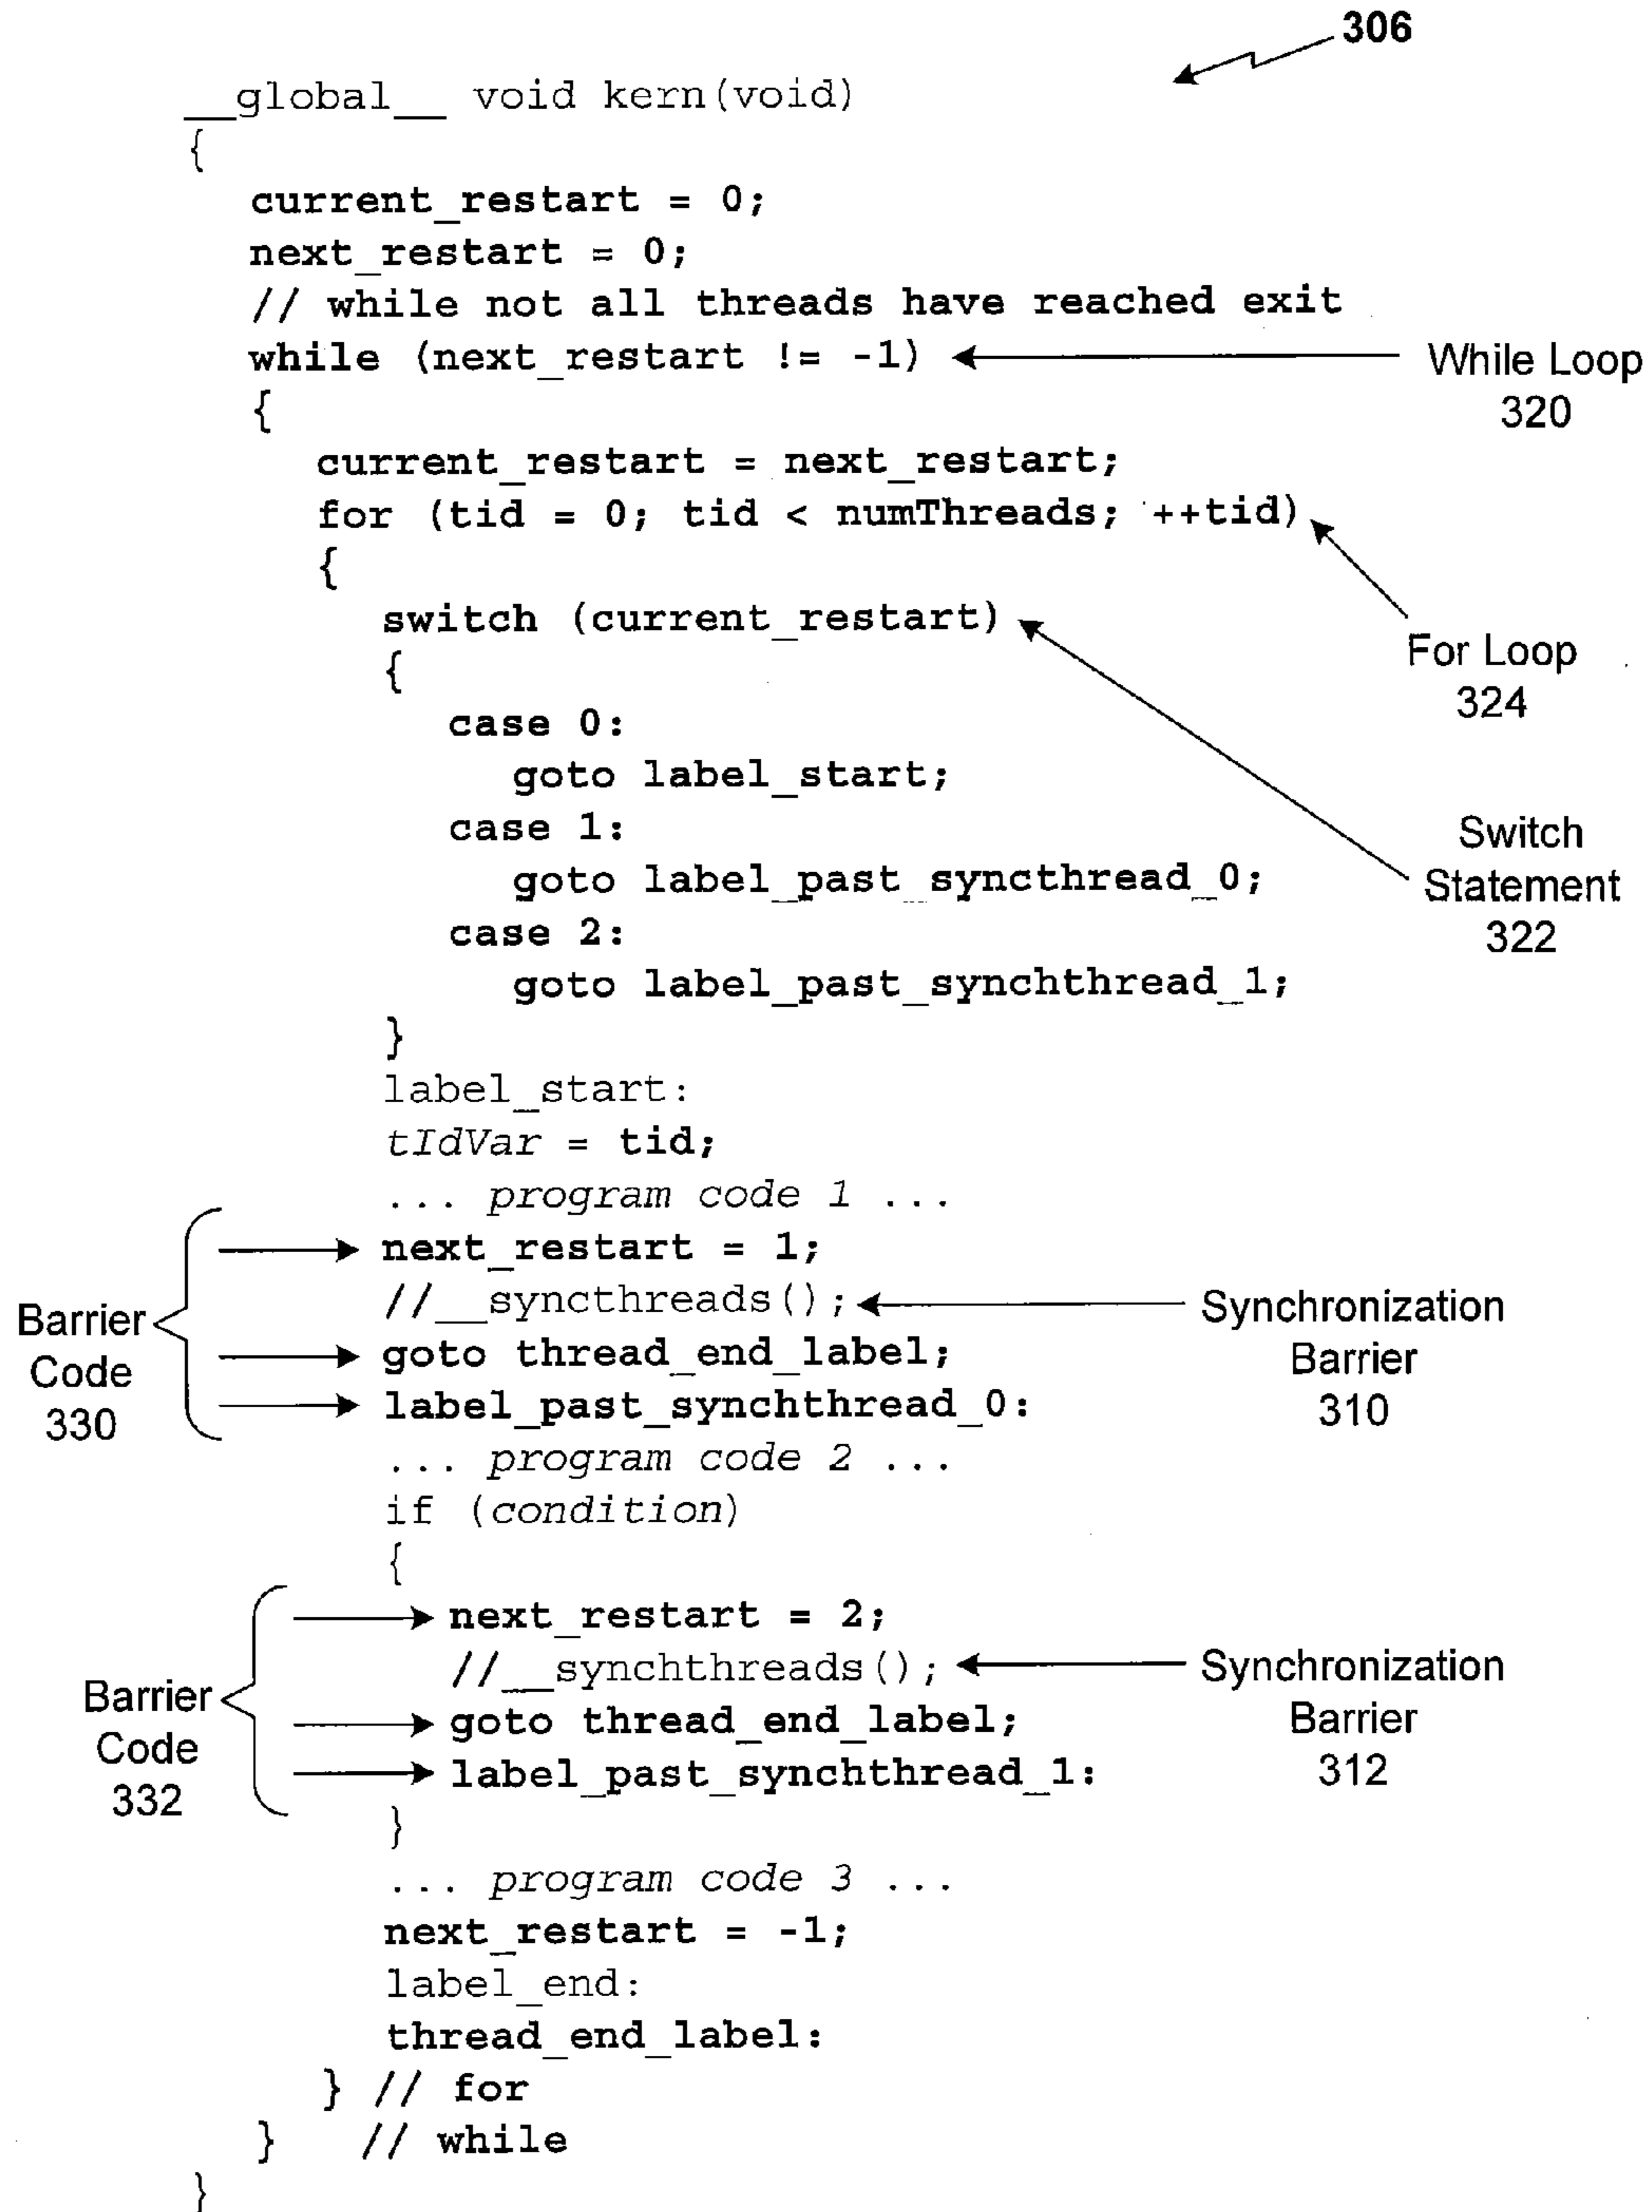 306
__global__ void kern(void)
{
current_restart = 0;
next_restart = 0;
// while not all threads have reached exit
while (next_restart != -1)
While Loop
320
{
current_restart = next_restart;
for (tid = 0; tid < numThreads; ++tid)
For Loop
324
{
switch (current_restart)
Switch
Statement
322
{
case 0:
goto label_start;
case 1:
goto label_past_syncthread_0;
case 2:
goto label_past_synchthread_1;
}
label_start:
tIdVar = tid;
... program code 1 ...
Barrier
Code
330
next_restart = 1;
//__syncthreads();
Synchronization
Barrier
310
goto thread_end_label;
label_past_synchthread_0:
... program code 2 ...
if (condition)
{
Barrier
Code
332
next_restart = 2;
//__synchthreads();
Synchronization
Barrier
312
goto thread_end_label;
label_past_synchthread_1:
}
... program code 3 ...
next_restart = -1;
label_end:
thread_end_label:
} // for
} // while
}